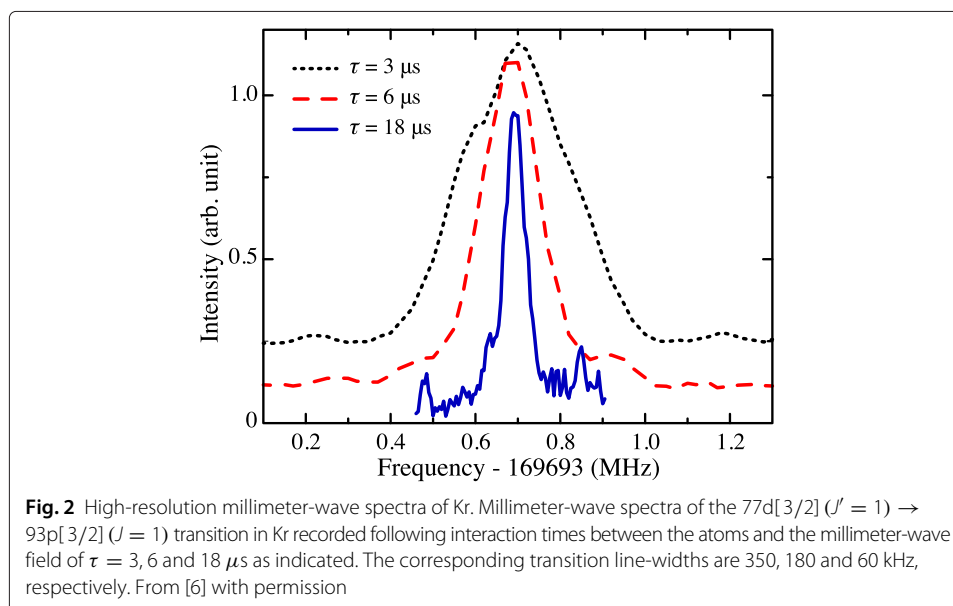 1.0
0.5
0
Intensity (arb. unit)
τ = 3 μs
τ = 6 μs
τ = 18 μs
0.2 0.4 0.6 0.8 1.0 1.2
Frequency - 169693 (MHz)
Fig. 2 High-resolution millimeter-wave spectra of Kr. Millimeter-wave spectra of the 77d[ 3/2] (J′ = 1) →
93p[ 3/2] (J = 1) transition in Kr recorded following interaction times between the atoms and the millimeter-wave
field of τ = 3, 6 and 18 μs as indicated. The corresponding transition line-widths are 350, 180 and 60 kHz,
respectively. From [6] with permission